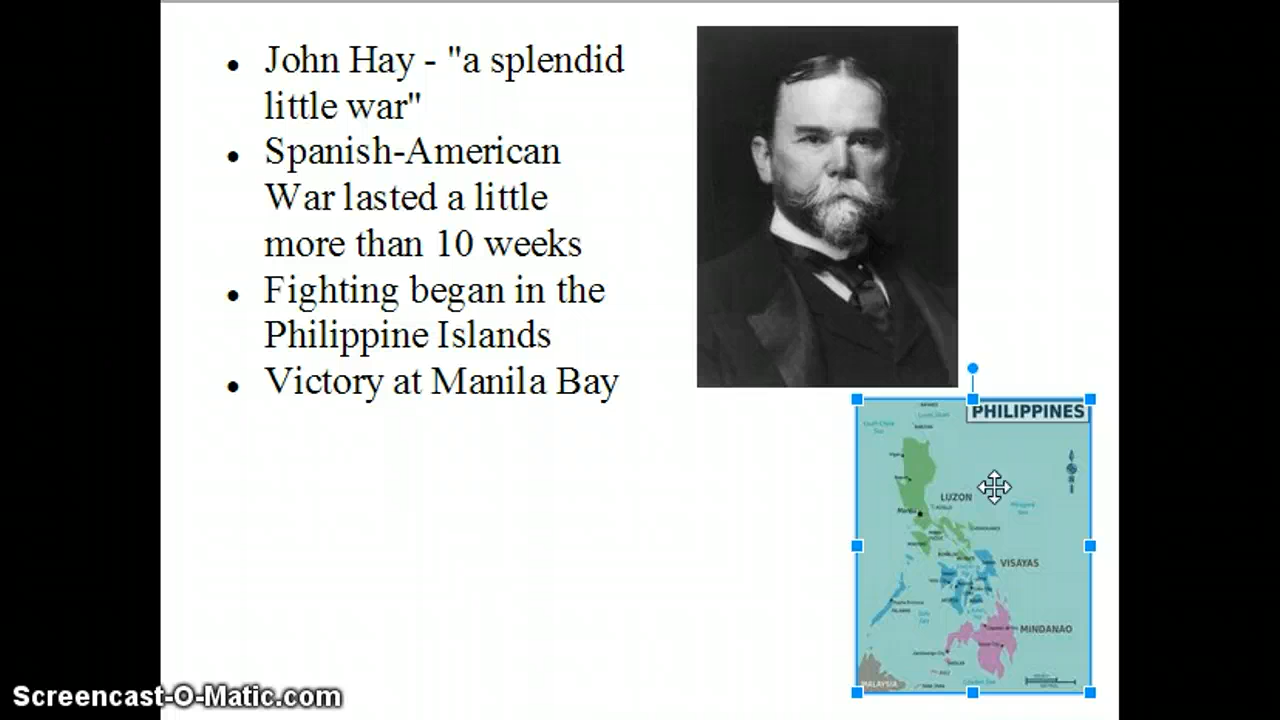 • John Hay - "a splendid
little war"
• Spanish-American
War lasted a little
more than 10 weeks
• Fighting began in the
Philippine Islands
• Victory at Manila Bay
PHILIPPINES
LUZON
Manila
VISAYAS
MINDANAO
MALAYSIA
Screencast-O-Matic.com